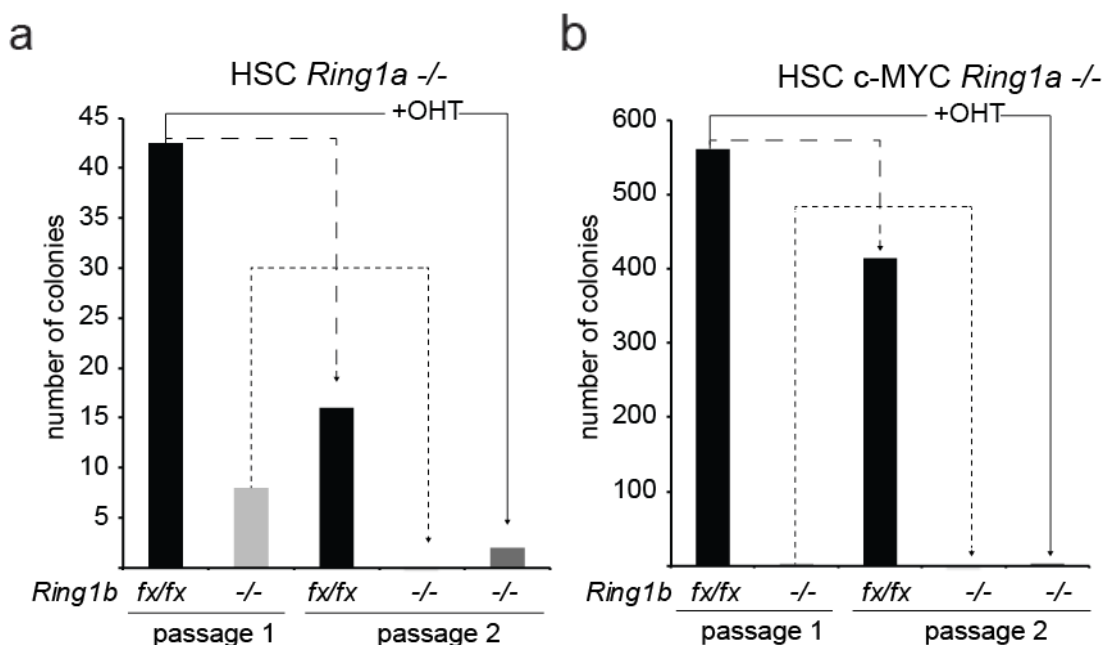 a
HSC Ring1a -/-
+OHT
number of colonies
45
40
35
30
25
20
15
10
5
Ring1b fx/fx -/- fx/fx -/- -/-
passage 1 passage 2
b
HSC c-MYC Ring1a -/-
+OHT
number of colonies
600
500
400
300
200
100
Ring1b fx/fx -/- fx/fx -/- -/-
passage 1 passage 2